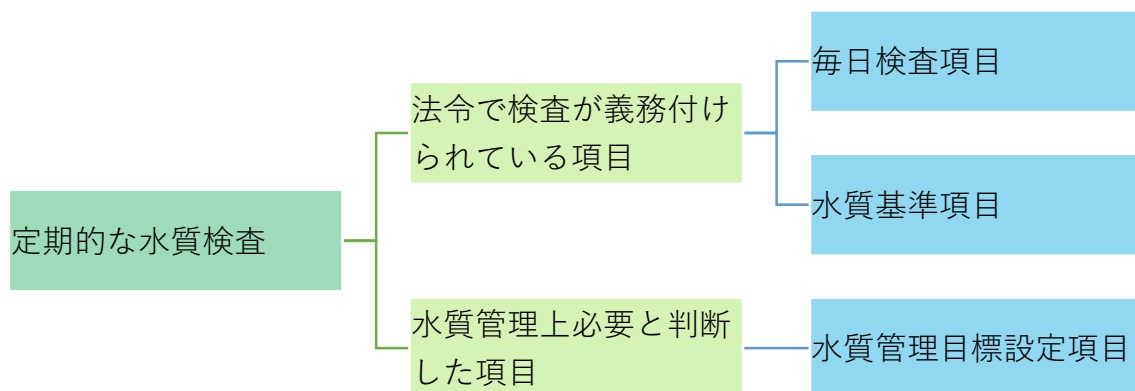 毎日検査項目
法令で検査が義務付け
られている項目
水質基準項目
定期的な水質検査
水質管理上必要と判断
した項目
水質管理目標設定項目